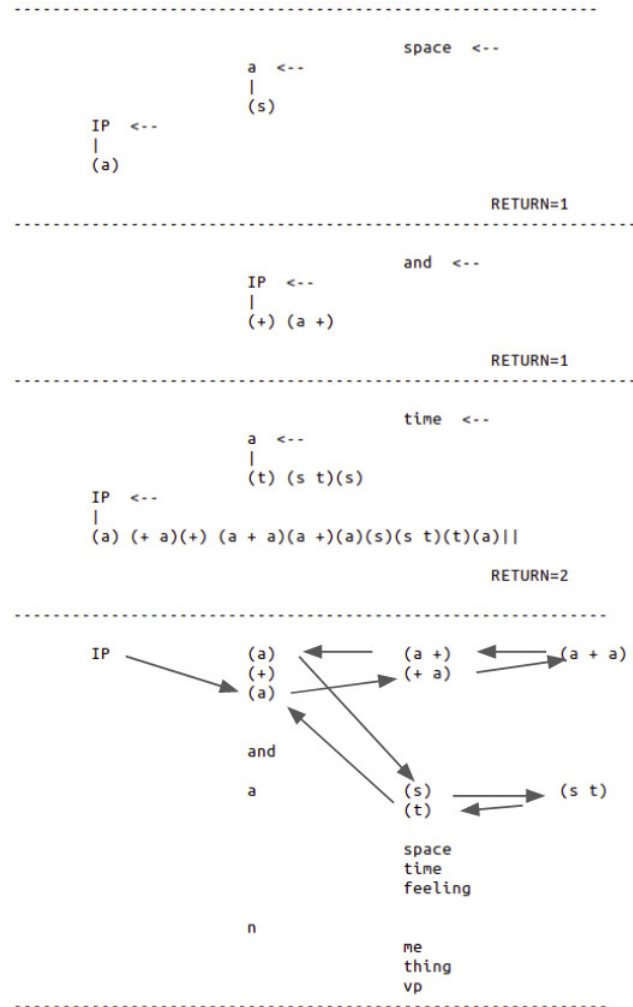 ------------------------------------------------------------
space <--
a <--
|
(s)
IP <--
|
(a)
RETURN=1
----------------------------------------------------------------
and <--
IP <--
|
(+) (a +)
RETURN=1
----------------------------------------------------------------
time <--
a <--
|
(t) (s t)(s)
IP <--
|
(a) (+ a)(+) (a + a)(a +)(a)(s)(s t)(t)(a)||
RETURN=2
-------------------------------------------------------------
IP (a) (a +) (a + a)
(+) (+ a)
(a)
and
a (s) (s t)
(t)
space
time
feeling
n
me
thing
vp
-------------------------------------------------------------